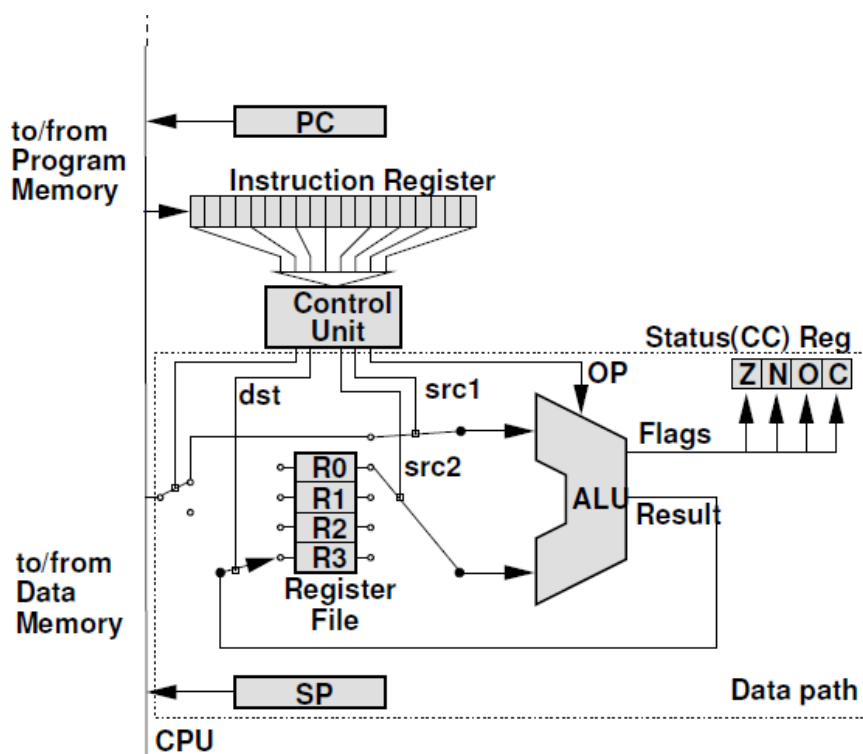 PC
to/from
Program
Memory
Instruction Register
Control
Unit
Status(CC) Reg
Z N O C
dst
src1
OP
Flags
src2
R0
R1
R2
R3
ALU
Result
to/from
Data
Memory
Register
File
SP
Data path
CPU